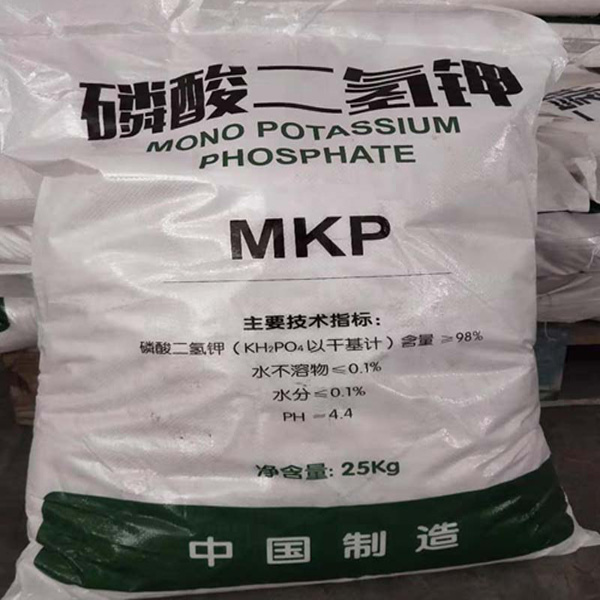 磷酸二氢钾
MONO POTASSIUM
PHOSPHATE
MKP
主要技术指标：
磷酸二氢钾（KH₂PO₄以干基计）含量≥98%
水不溶物≤0.1%
水分≤0.1%
PH =4.4
净含量: 25Kg
中国制造